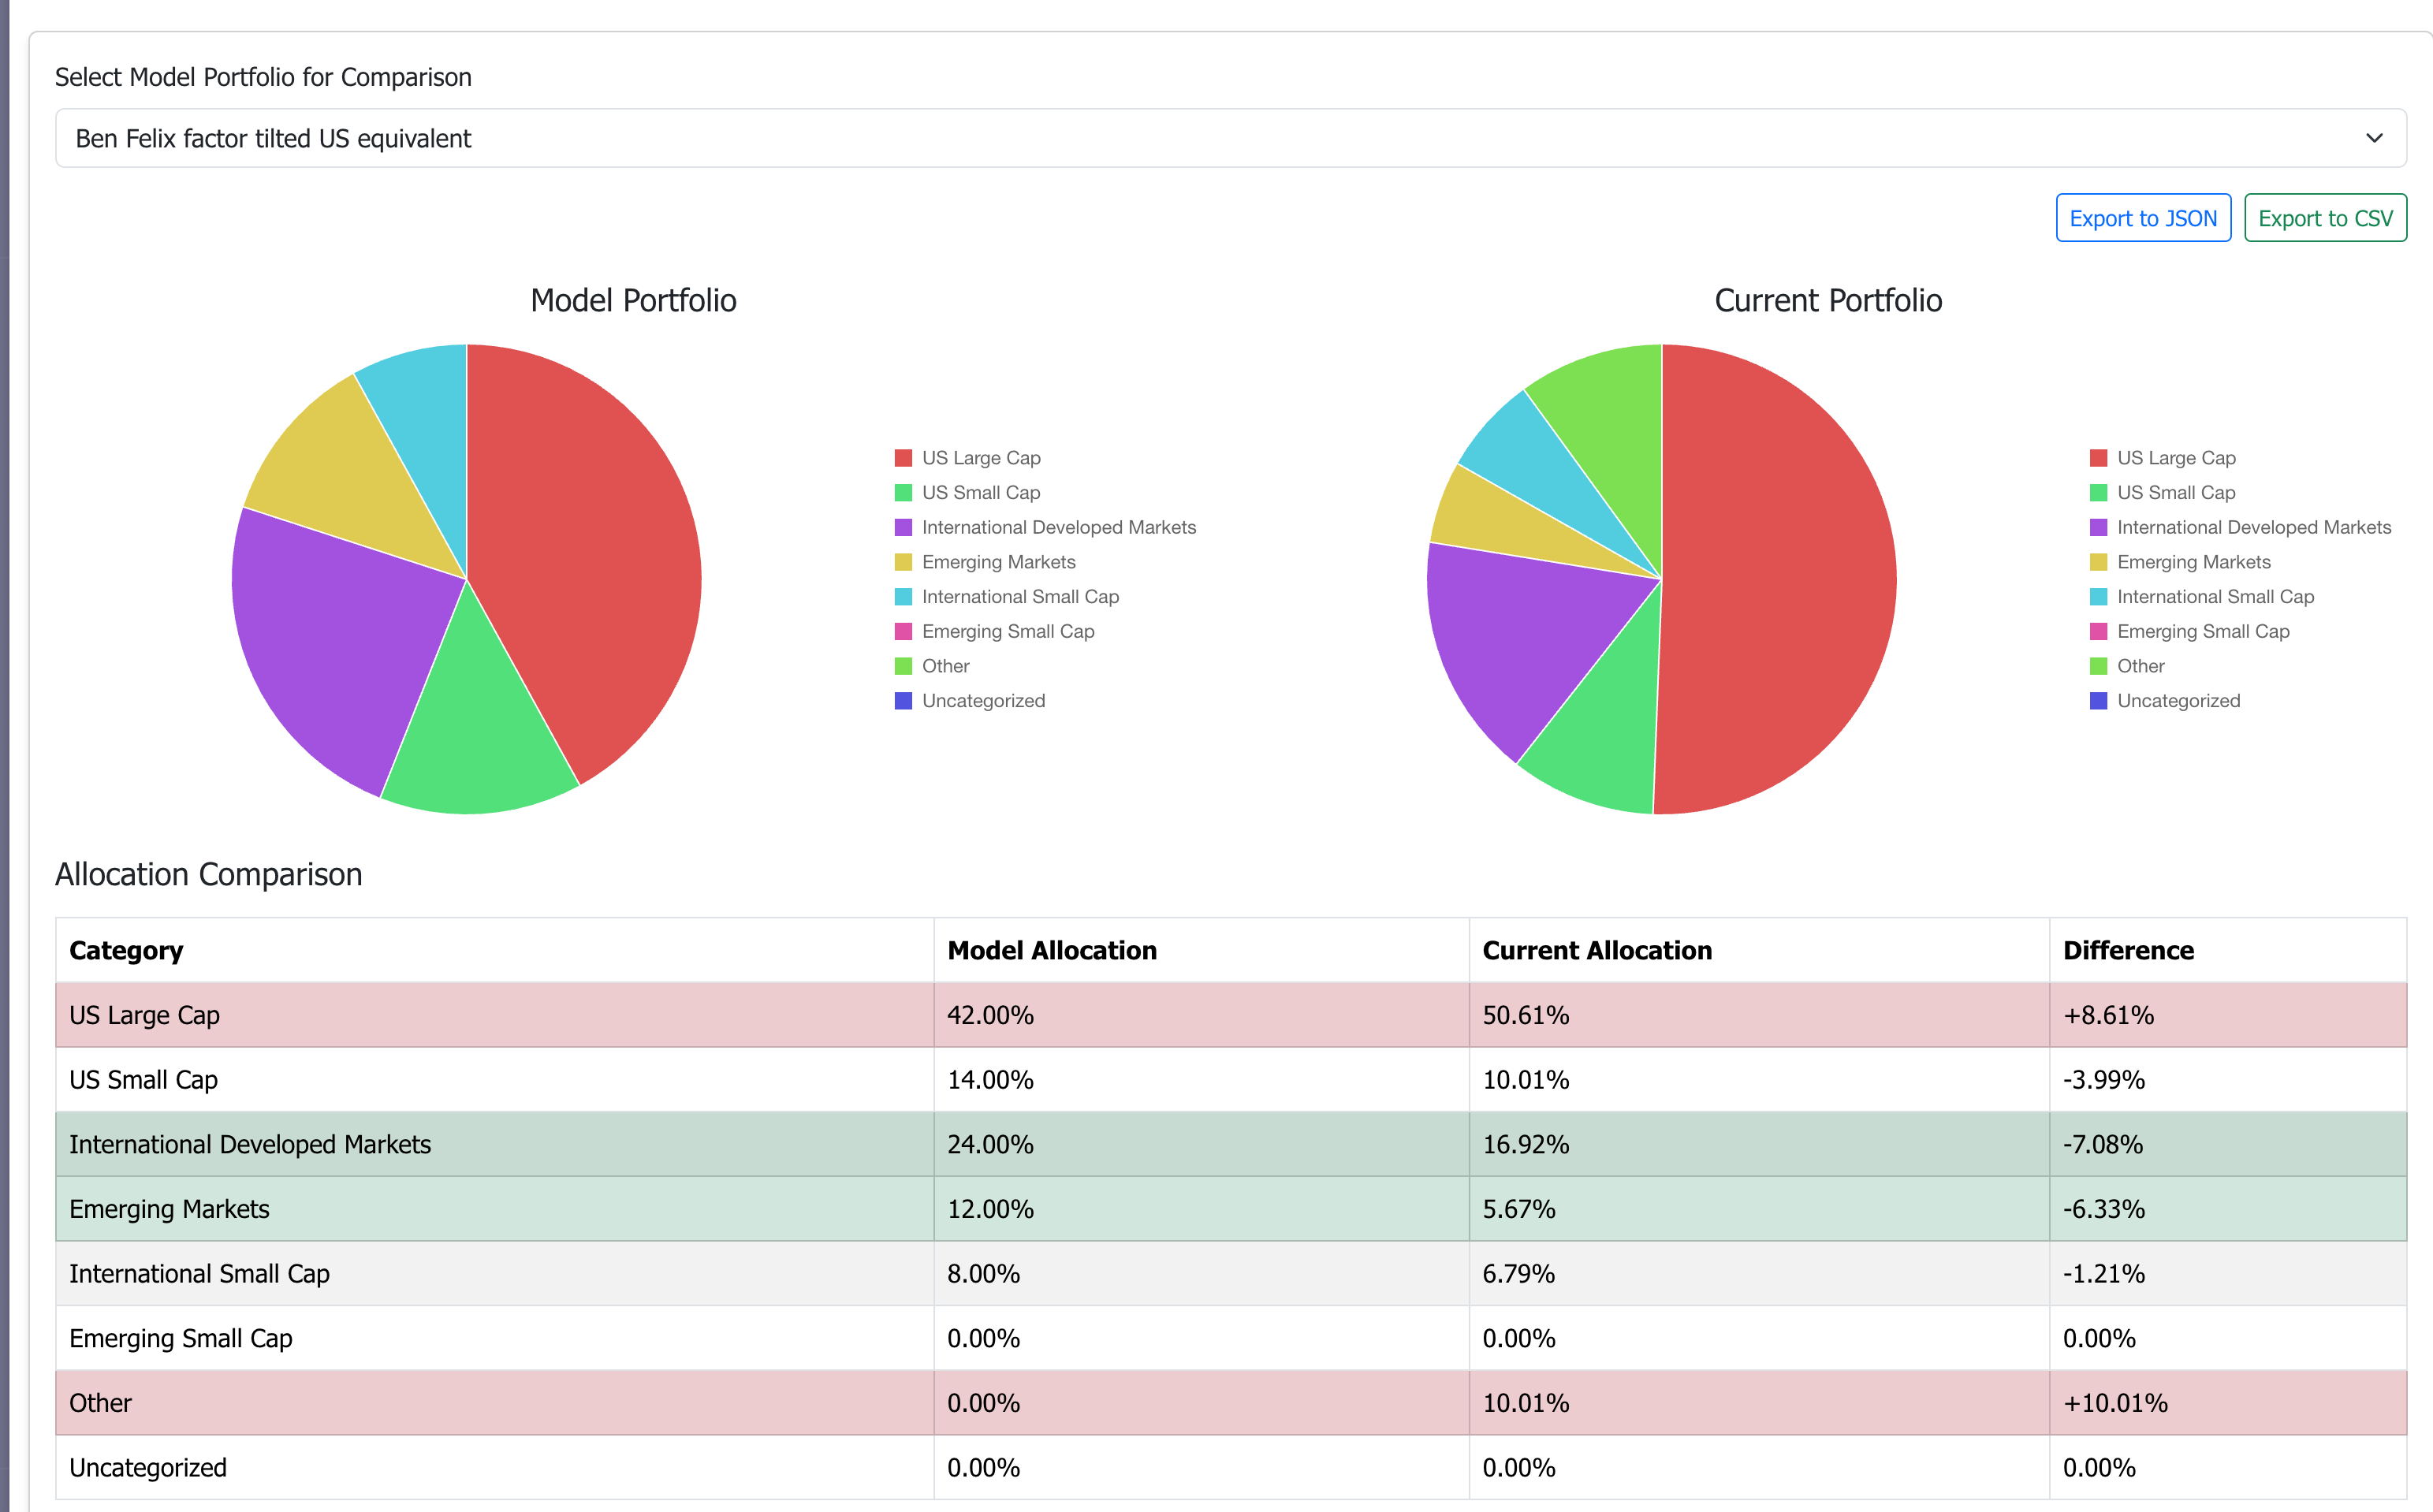 Select Model Portfolio for Comparison
Ben Felix factor tilted US equivalent
Export to JSON Export to CSV
Model Portfolio
US Large Cap
US Small Cap
International Developed Markets
Emerging Markets
International Small Cap
Emerging Small Cap
Other
Uncategorized
Current Portfolio
US Large Cap
US Small Cap
International Developed Markets
Emerging Markets
International Small Cap
Emerging Small Cap
Other
Uncategorized
Allocation Comparison
Category Model Allocation Current Allocation Difference
US Large Cap 42.00% 50.61% +8.61%
US Small Cap 14.00% 10.01% -3.99%
International Developed Markets 24.00% 16.92% -7.08%
Emerging Markets 12.00% 5.67% -6.33%
International Small Cap 8.00% 6.79% -1.21%
Emerging Small Cap 0.00% 0.00% 0.00%
Other 0.00% 10.01% +10.01%
Uncategorized 0.00% 0.00% 0.00%